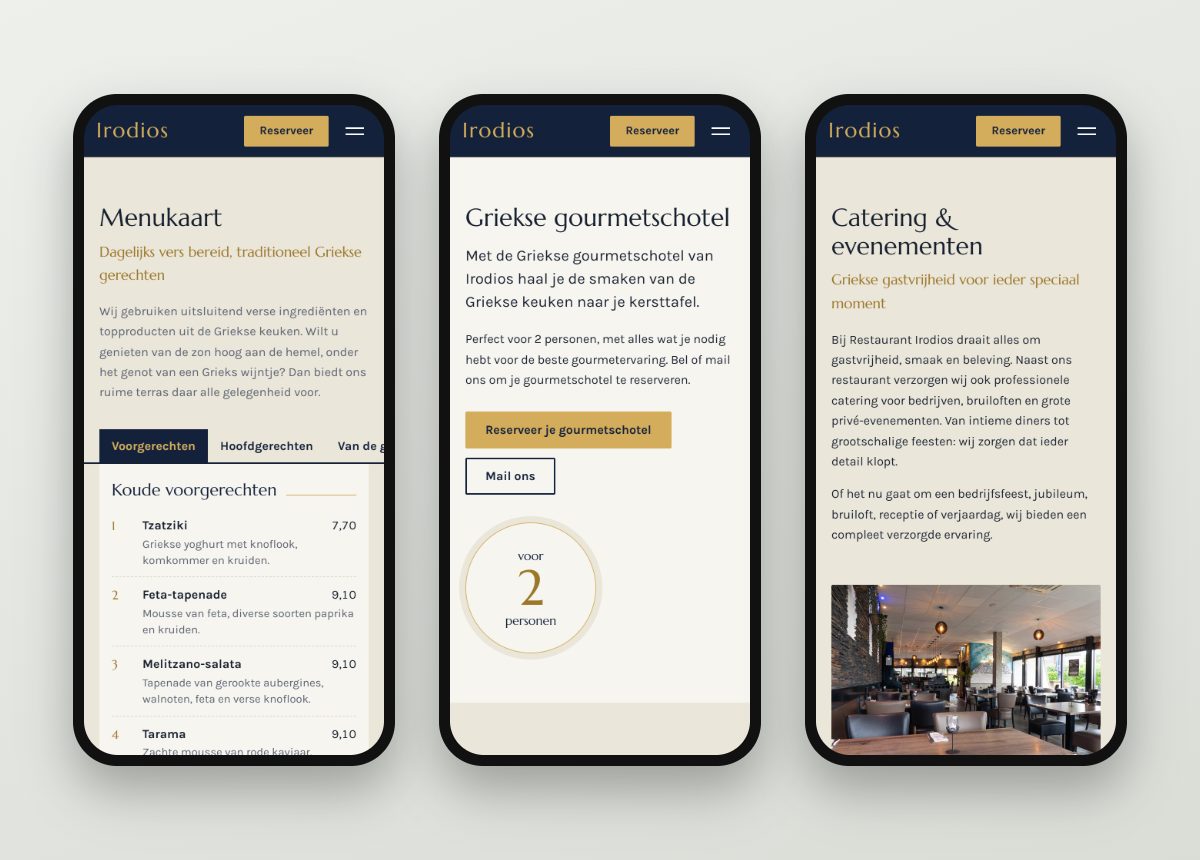 Irodios
Reserveer
Menukaart
Dagelijks vers bereid, traditioneel Griekse
gerechten
Wij gebruiken uitsluitend verse ingrediënten en
topproducten uit de Griekse keuken. Wilt u
genieten van de zon hoog aan de hemel, onder
het genot van een Grieks wijntje? Dan biedt ons
ruime terras daar alle gelegenheid voor.
Voorgerechten Hoofdgerechten Van de g
Koude voorgerechten
1 Tzatziki 7,70
Griekse yoghurt met knoflook,
komkommer en kruiden.
2 Feta-tapenade 9,10
Mousse van feta, diverse soorten paprika
en kruiden.
3 Melitzano-salata 9,10
Tapenade van gerookte aubergines,
walnoten, feta en verse knoflook.
4 Tarama 9,10
Zachte mousse van rode kaviaar.
Irodios
Reserveer
Griekse gourmetschotel
Met de Griekse gourmetschotel van
Irodios haal je de smaken van de
Griekse keuken naar je kersttafel.
Perfect voor 2 personen, met alles wat je nodig
hebt voor de beste gourmetervaring. Bel of mail
ons om je gourmetschotel te reserveren.
Reserveer je gourmetschotel
Mail ons
voor
2
personen
Irodios
Reserveer
Catering &
evenementen
Griekse gastvrijheid voor ieder speciaal
moment
Bij Restaurant Irodios draait alles om
gastvrijheid, smaak en beleving. Naast ons
restaurant verzorgen wij ook professionele
catering voor bedrijven, bruiloften en grote
privé-evenementen. Van intieme diners tot
grootschalige feesten: wij zorgen dat ieder
detail klopt.
Of het nu gaat om een bedrijfsfeest, jubileum,
bruiloft, receptie of verjaardag, wij bieden een
compleet verzorgde ervaring.